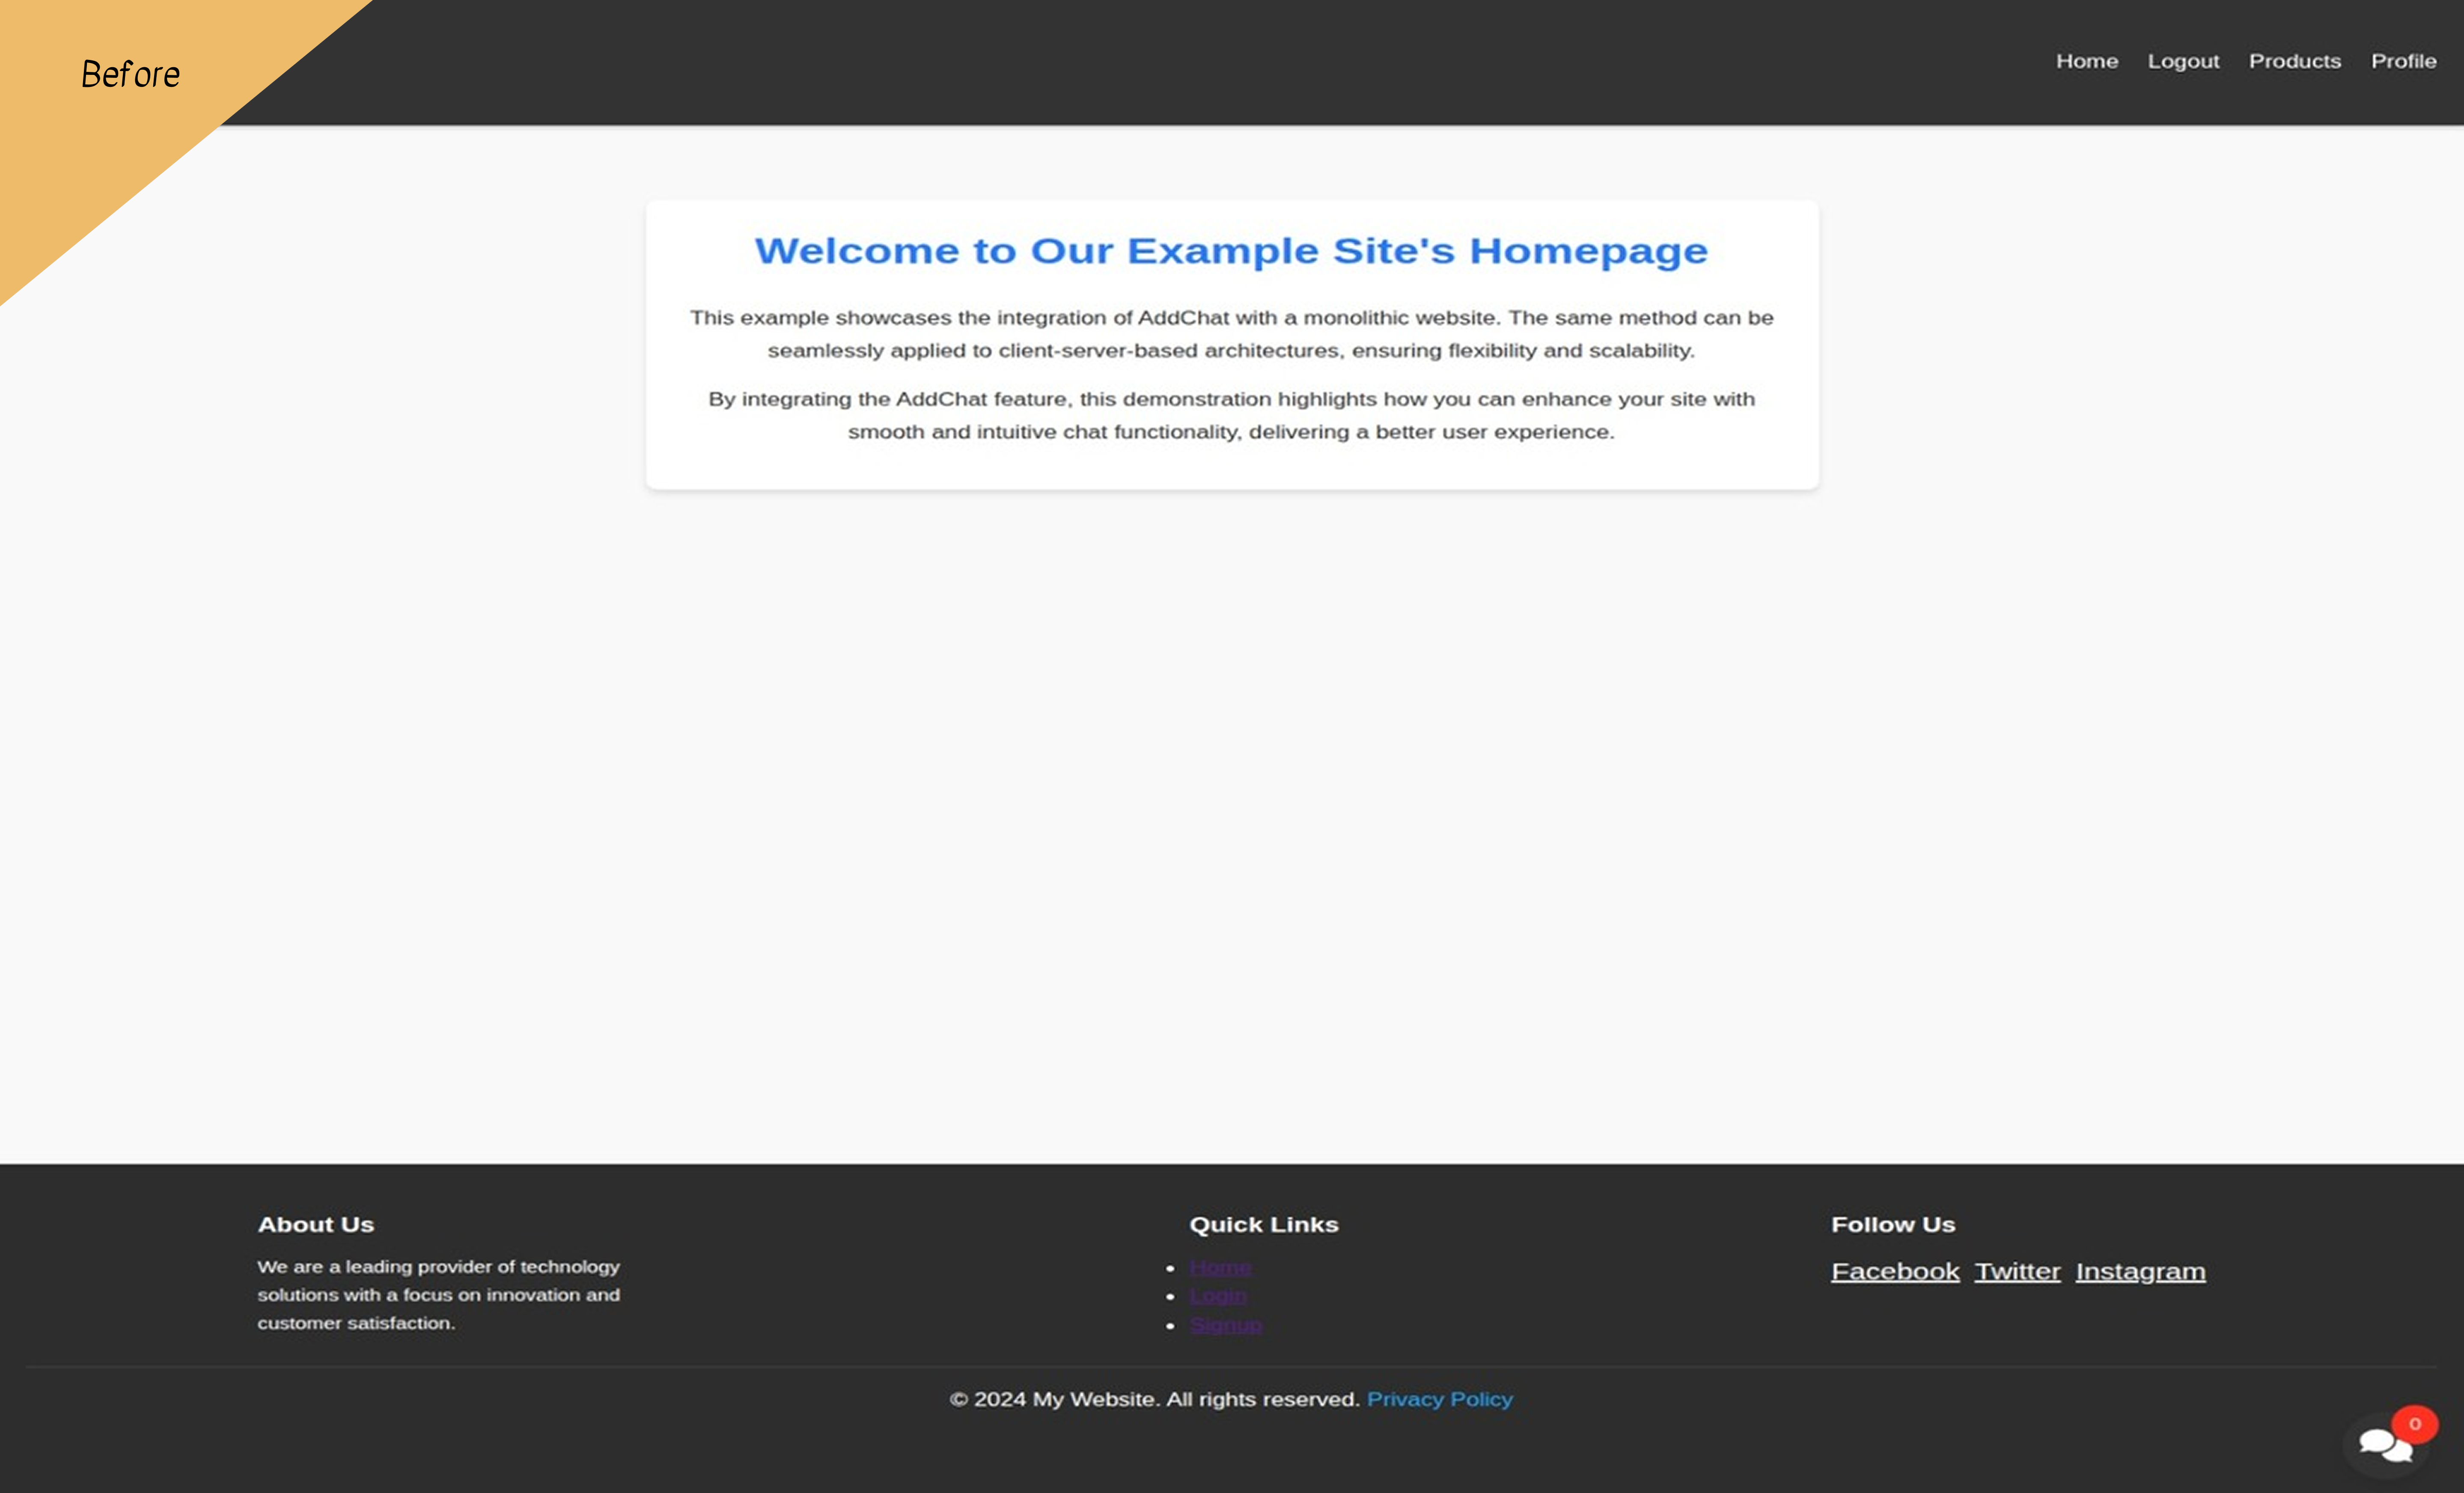 Before
Home Logout Products Profile
Welcome to Our Example Site's Homepage
This example showcases the integration of AddChat with a monolithic website. The same method can be
seamlessly applied to client-server-based architectures, ensuring flexibility and scalability.
By integrating the AddChat feature, this demonstration highlights how you can enhance your site with
smooth and intuitive chat functionality, delivering a better user experience.
About Us
We are a leading provider of technology
solutions with a focus on innovation and
customer satisfaction.
Quick Links
Home
Login
Signup
Follow Us
Facebook Twitter Instagram
© 2024 My Website. All rights reserved. Privacy Policy
0